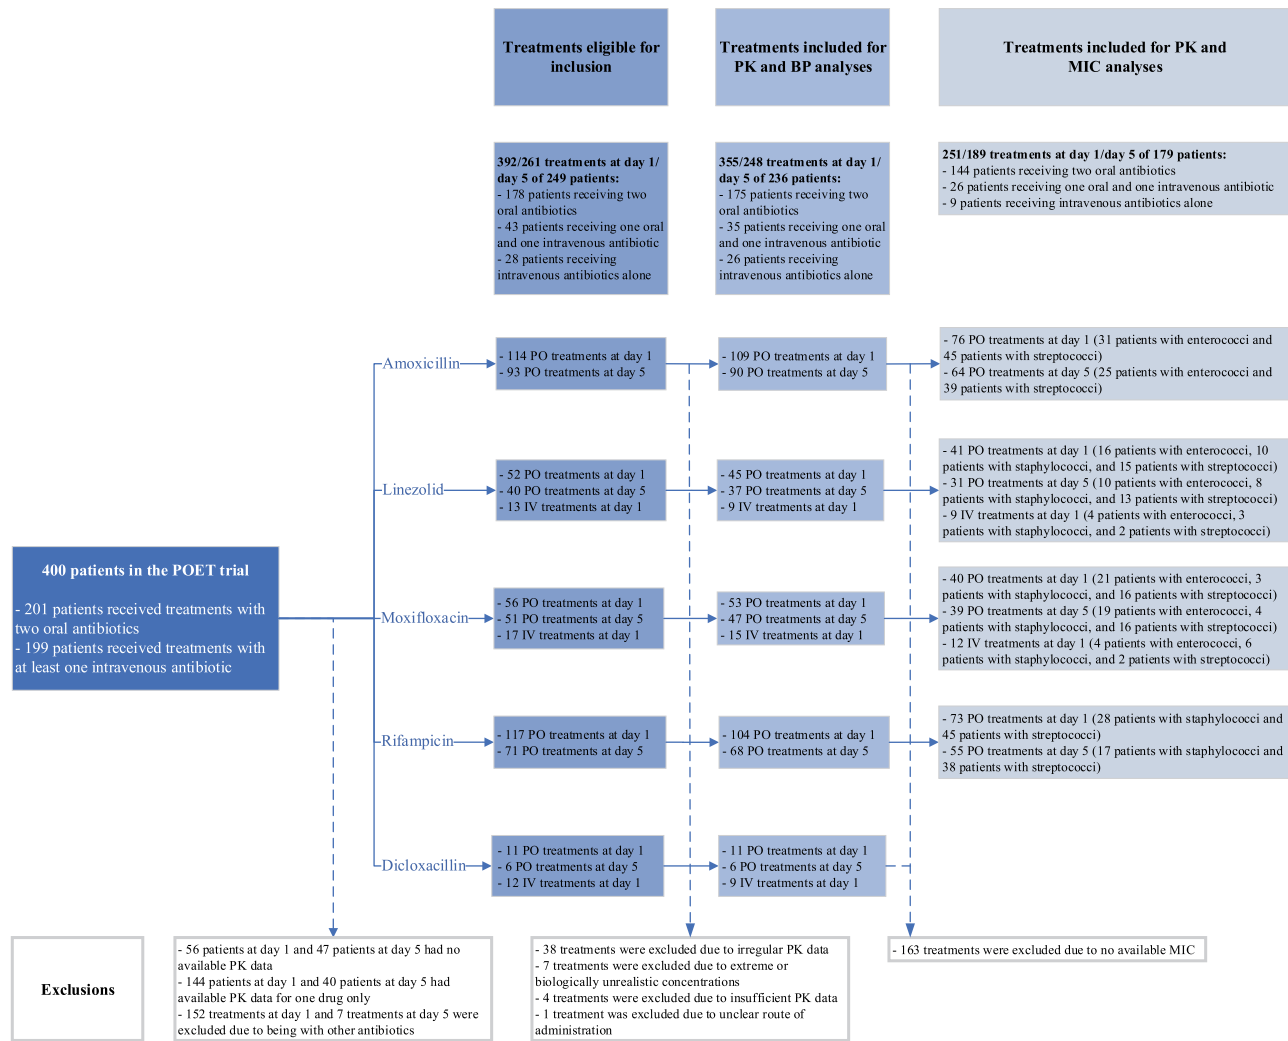 Treatments eligible for
inclusion
Treatments included for
PK and BP analyses
Treatments included for PK and
MIC analyses
392/261 treatments at day 1/
day 5 of 249 patients:
- 178 patients receiving two
oral antibiotics
- 43 patients receiving one oral
and one intravenous antibiotic
- 28 patients receiving
intravenous antibiotics alone
355/248 treatments at day 1/
day 5 of 236 patients:
- 175 patients receiving two
oral antibiotics
- 35 patients receiving one oral
and one intravenous antibiotic
- 26 patients receiving
intravenous antibiotics alone
251/189 treatments at day 1/day 5 of 179 patients:
- 144 patients receiving two oral antibiotics
- 26 patients receiving one oral and one intravenous antibiotic
- 9 patients receiving intravenous antibiotics alone
400 patients in the POET trial
- 201 patients received treatments with
two oral antibiotics
- 199 patients received treatments with
at least one intravenous antibiotic
Amoxicillin
- 114 PO treatments at day 1
- 93 PO treatments at day 5
- 109 PO treatments at day 1
- 90 PO treatments at day 5
- 76 PO treatments at day 1 (31 patients with enterococci and
45 patients with streptococci)
- 64 PO treatments at day 5 (25 patients with enterococci and
39 patients with streptococci)
Linezolid
- 52 PO treatments at day 1
- 40 PO treatments at day 5
- 13 IV treatments at day 1
- 45 PO treatments at day 1
- 37 PO treatments at day 5
- 9 IV treatments at day 1
- 41 PO treatments at day 1 (16 patients with enterococci, 10
patients with staphylococci, and 15 patients with streptococci)
- 31 PO treatments at day 5 (10 patients with enterococci, 8
patients with staphylococci, and 13 patients with streptococci)
- 9 IV treatments at day 1 (4 patients with enterococci, 3
patients with staphylococci, and 2 patients with streptococci)
Moxifloxacin
- 56 PO treatments at day 1
- 51 PO treatments at day 5
- 17 IV treatments at day 1
- 53 PO treatments at day 1
- 47 PO treatments at day 5
- 15 IV treatments at day 1
- 40 PO treatments at day 1 (21 patients with enterococci, 3
patients with staphylococci, and 16 patients with streptococci)
- 39 PO treatments at day 5 (19 patients with enterococci, 4
patients with staphylococci, and 16 patients with streptococci)
- 12 IV treatments at day 1 (4 patients with enterococci, 6
patients with staphylococci, and 2 patients with streptococci)
Rifampicin
- 117 PO treatments at day 1
- 71 PO treatments at day 5
- 104 PO treatments at day 1
- 68 PO treatments at day 5
- 73 PO treatments at day 1 (28 patients with staphylococci and
45 patients with streptococci)
- 55 PO treatments at day 5 (17 patients with staphylococci and
38 patients with streptococci)
Dicloxacillin
- 11 PO treatments at day 1
- 6 PO treatments at day 5
- 12 IV treatments at day 1
- 11 PO treatments at day 1
- 6 PO treatments at day 5
- 9 IV treatments at day 1
Exclusions
- 56 patients at day 1 and 47 patients at day 5 had no
available PK data
- 144 patients at day 1 and 40 patients at day 5 had
available PK data for one drug only
- 152 treatments at day 1 and 7 treatments at day 5 were
excluded due to being with other antibiotics
- 38 treatments were excluded due to irregular PK data
- 7 treatments were excluded due to extreme or
biologically unrealistic concentrations
- 4 treatments were excluded due to insufficient PK data
- 1 treatment was excluded due to unclear route of
administration
- 163 treatments were excluded due to no available MIC